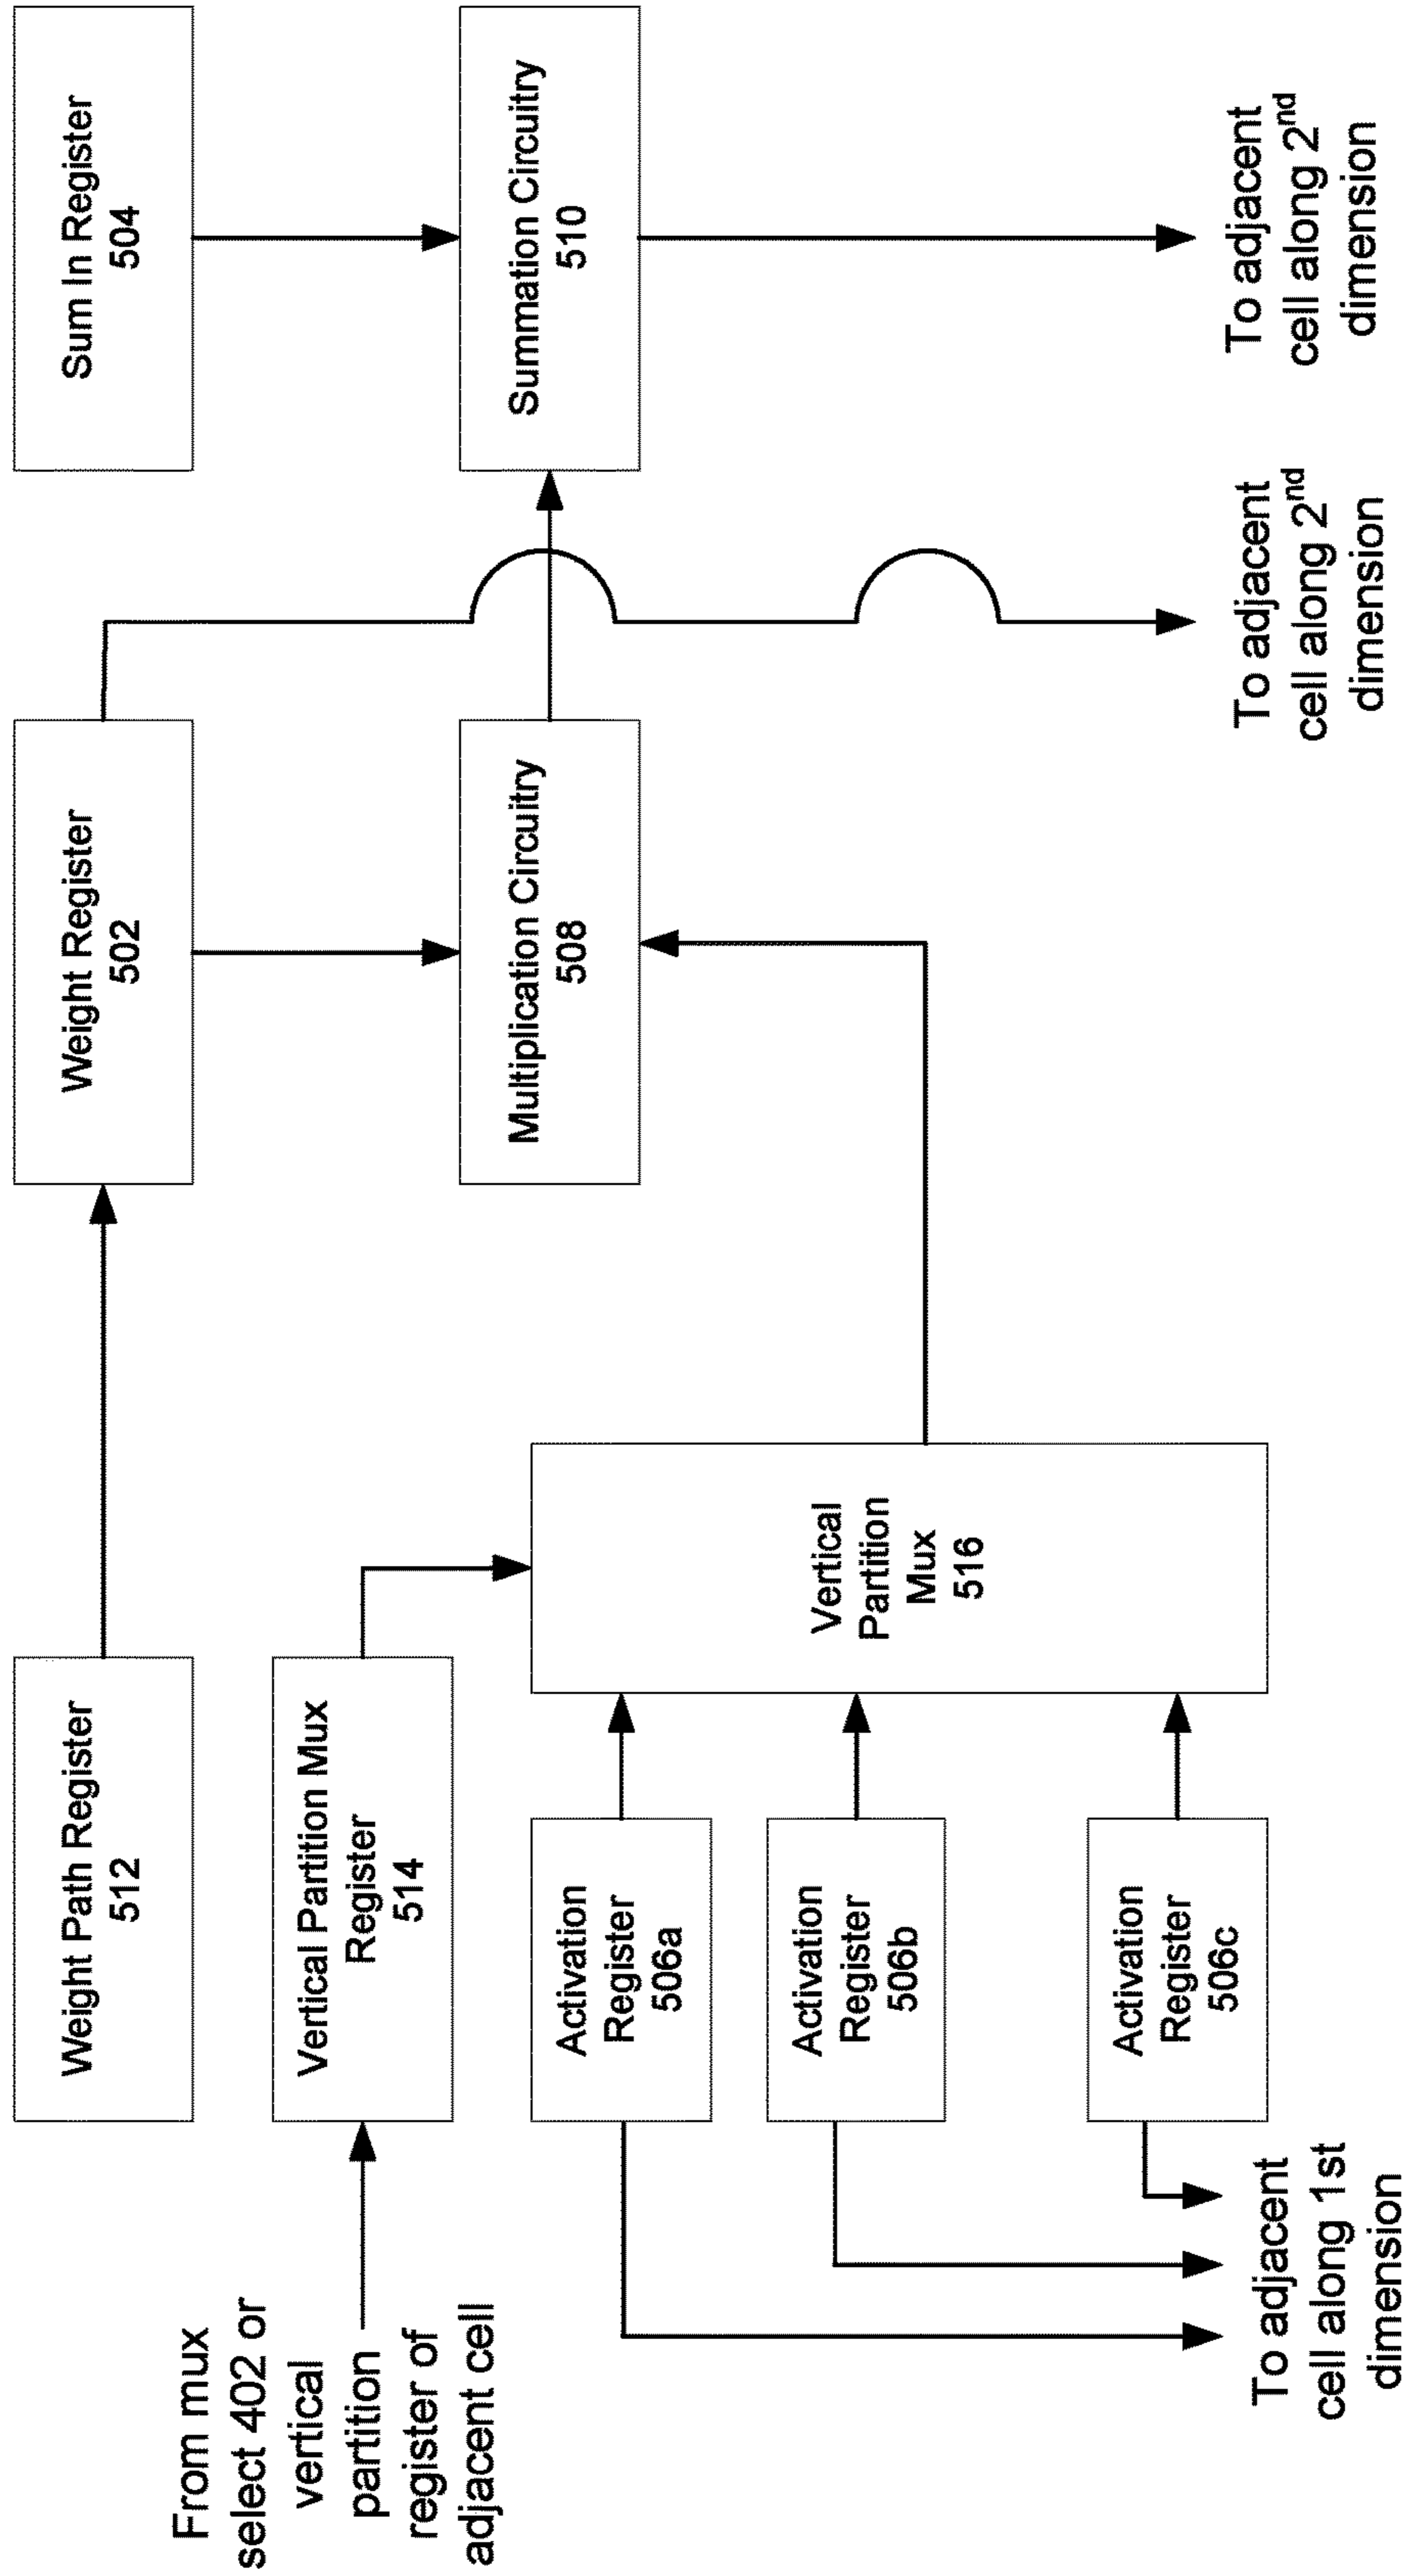 Weight Path Register
512
Weight Register
502
Sum In Register
504
From mux
select 402 or
vertical
partition
register of
adjacent cell
Vertical Partition Mux
Register
514
Multiplication Circuitry
508
Summation Circuitry
510
Activation
Register
506a
Activation
Register
506b
Activation
Register
506c
Vertical
Partition
Mux
516
To adjacent
cell along 1st
dimension
To adjacent
cell along 2nd
dimension
To adjacent
cell along 2nd
dimension